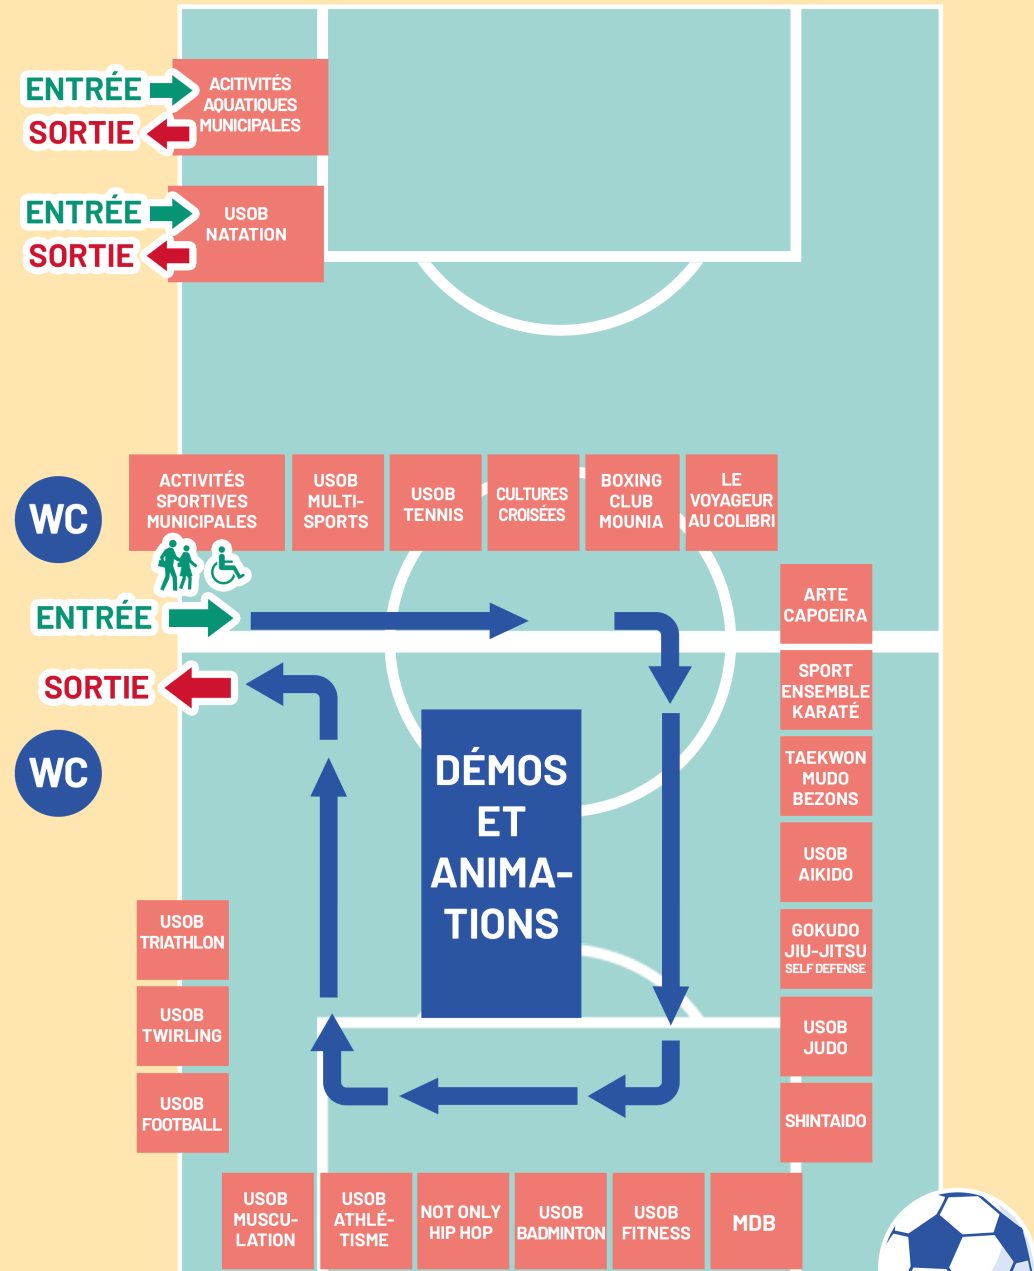 ENTRÉE
SORTIE
ACITIVITÉS
AQUATIQUES
MUNICIPALES
ENTRÉE
SORTIE
USOB
NATATION
WC
ACTIVITÉS
SPORTIVES
MUNICIPALES
USOB
MULTI-
SPORTS
USOB
TENNIS
CULTURES
CROISÉES
BOXING
CLUB
MOUNIA
LE
VOYAGEUR
AU COLIBRI
ENTRÉE
SORTIE
WC
ARTE
CAPOEIRA
SPORT
ENSEMBLE
KARATÉ
TAEKWON
MUDO
BEZONS
USOB
AIKIDO
GOKUDO
JIU-JITSU
SELF DEFENSE
USOB
JUDO
SHINTAIDO
DÉMOS
ET
ANIMA-
TIONS
USOB
TRIATHLON
USOB
TWIRLING
USOB
FOOTBALL
USOB
MUSCU-
LATION
USOB
ATHLÉ-
TISME
NOT ONLY
HIP HOP
USOB
BADMINTON
USOB
FITNESS
MDB